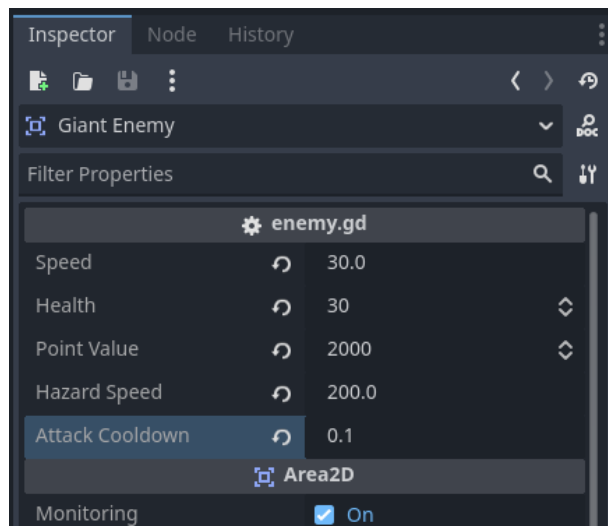 Inspector Node History
Giant Enemy DOC
Filter Properties
enemy.gd
Speed 30.0
Health 30
Point Value 2000
Hazard Speed 200.0
Attack Cooldown 0.1
Area2D
Monitoring On